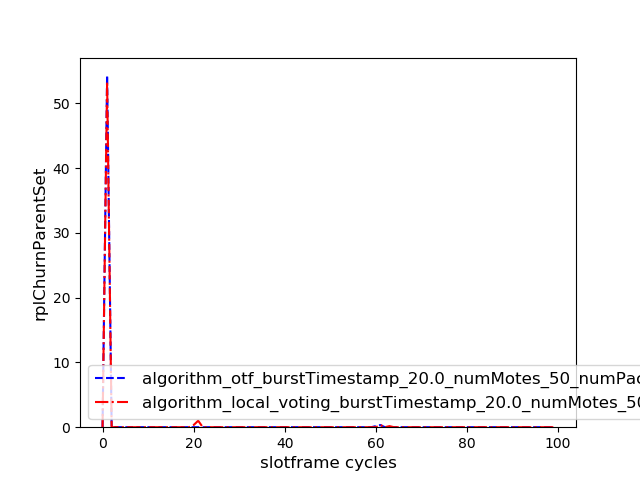 50
40
30
20
10
0
rplChurnParentSet
algorithm_otf_burstTimestamp_20.0_numMotes_50_numPac
algorithm_local_voting_burstTimestamp_20.0_numMotes_50
0 20 40 60 80 100
slotframe cycles